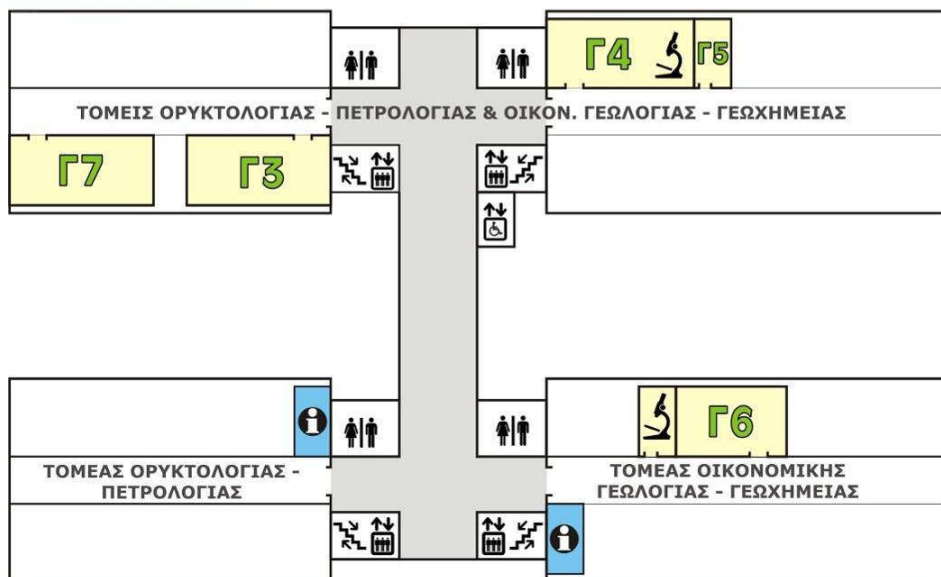 Γ4
Γ5
ΤΟΜΕΙΣ ΟΡΥΚΤΟΛΟΓΙΑΣ - ΠΕΤΡΟΛΟΓΙΑΣ & ΟΙΚΟΝ. ΓΕΩΛΟΓΙΑΣ - ΓΕΩΧΗΜΕΙΑΣ
Γ7
Γ3
Γ6
ΤΟΜΕΑΣ ΟΡΥΚΤΟΛΟΓΙΑΣ -
ΠΕΤΡΟΛΟΓΙΑΣ
ΤΟΜΕΑΣ ΟΙΚΟΝΟΜΙΚΗΣ
ΓΕΩΛΟΓΙΑΣ - ΓΕΩΧΗΜΕΙΑΣ